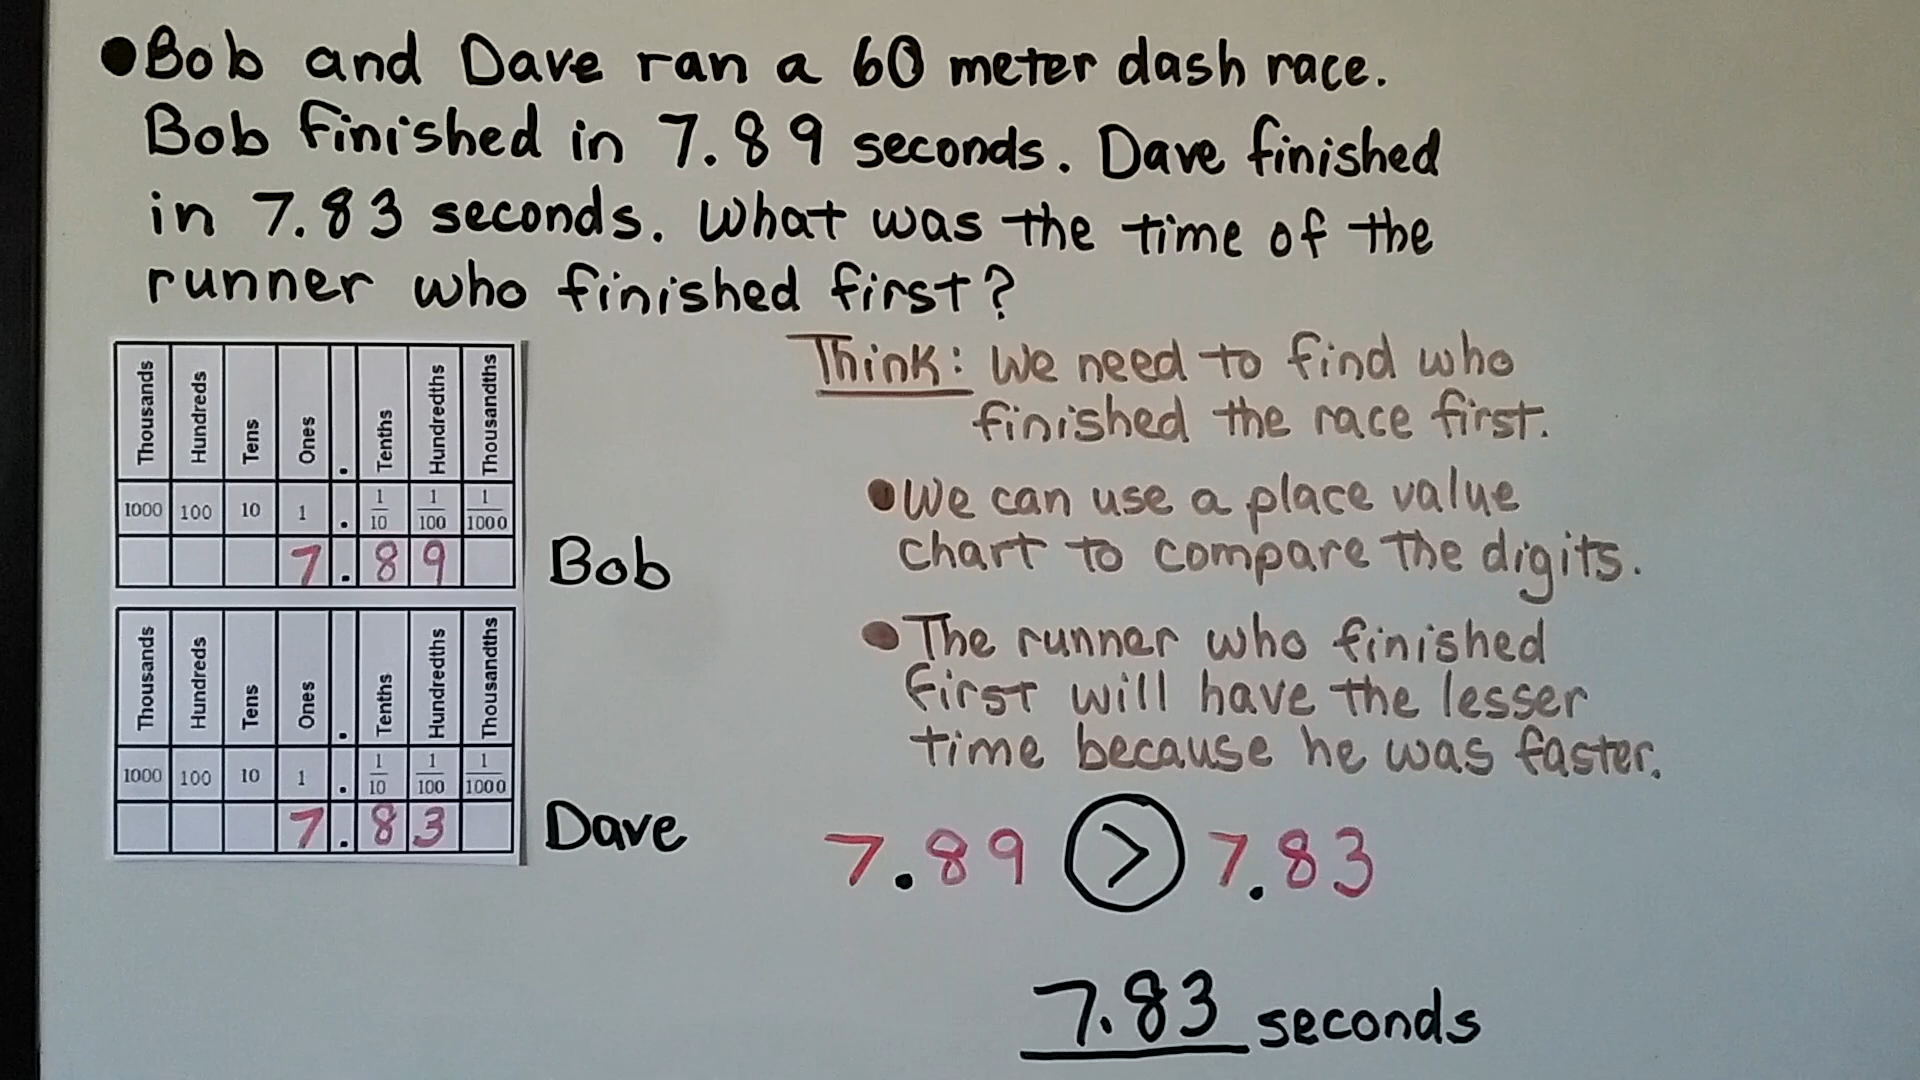 •Bob and Dave ran a 60 meter dash race.
Bob finished in 7.89 seconds. Dave finished
in 7.83 seconds. What was the time of the
runner who finished first?
Thousands Hundreds Tens Ones . Tenths Hundredths Thousandths
1000 100 10 1 . 1/10 1/100 1/1000
7.89 Bob
Thousands Hundreds Tens Ones . Tenths Hundredths Thousandths
1000 100 10 1 . 1/10 1/100 1/1000
7.83 Dave
Think: We need to find who
finished the race first.
•We can use a place value
chart to compare the digits.
•The runner who finished
first will have the lesser
time because he was faster.
7.89 > 7.83
7.83 seconds